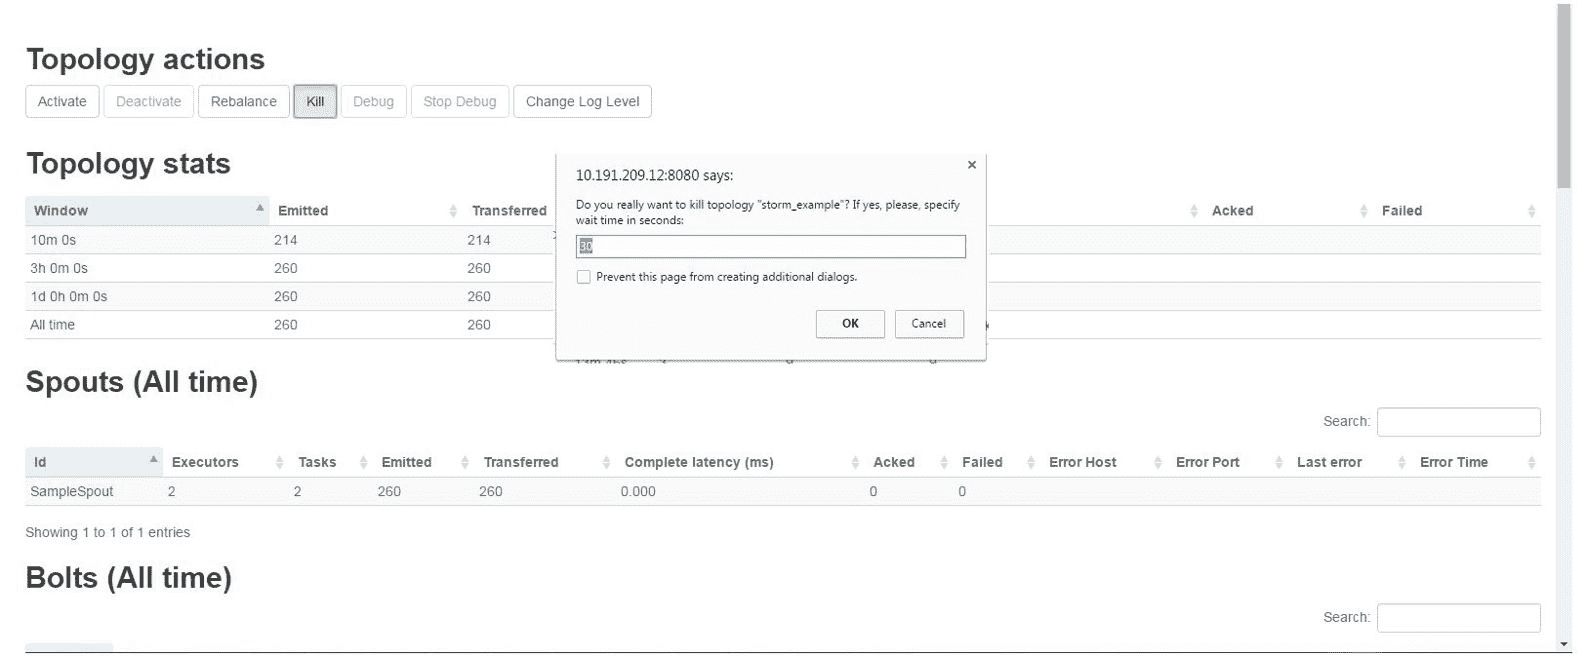 Topology actions
Activate Deactivate Rebalance Kill Debug Stop Debug Change Log Level
Topology stats
Window Emitted Transferred Acked Failed
10m 0s 214 214
3h 0m 0s 260 260
1d 0h 0m 0s 260 260
All time 260 260
10.191.209.12:8080 says:
Do you really want to kill topology "storm_example"? If yes, please, specify
wait time in seconds:
30
Prevent this page from creating additional dialogs.
OK Cancel
Spouts (All time)
Search:
Id Executors Tasks Emitted Transferred Complete latency (ms) Acked Failed Error Host Error Port Last error Error Time
SampleSpout 2 2 260 260 0.000 0 0
Showing 1 to 1 of 1 entries
Bolts (All time)
Search: